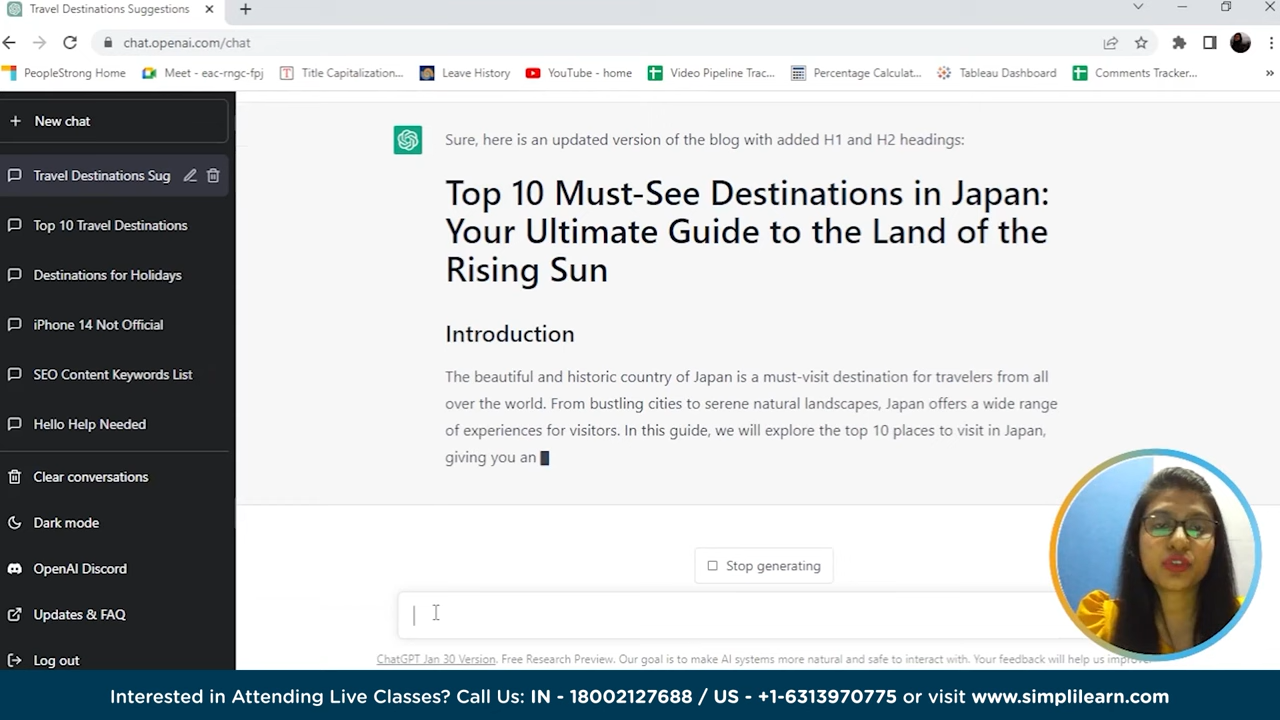 Travel Destinations Suggestions
chat.openai.com/chat
PeopleStrong Home
Meet - eac-rngc-fpj
Title Capitalization...
Leave History
YouTube - home
Video Pipeline Trac...
Percentage Calculat...
Tableau Dashboard
Comments Tracker...
New chat
Travel Destinations Sug
Top 10 Travel Destinations
Destinations for Holidays
iPhone 14 Not Official
SEO Content Keywords List
Hello Help Needed
Clear conversations
Dark mode
OpenAI Discord
Updates & FAQ
Log out
Sure, here is an updated version of the blog with added H1 and H2 headings:
Top 10 Must-See Destinations in Japan:
Your Ultimate Guide to the Land of the
Rising Sun
Introduction
The beautiful and historic country of Japan is a must-visit destination for travelers from all
over the world. From bustling cities to serene natural landscapes, Japan offers a wide range
of experiences for visitors. In this guide, we will explore the top 10 places to visit in Japan,
giving you an
Stop generating
ChatGPT Jan 30 Version. Free Research Preview. Our goal is to make AI systems more natural and safe to interact with. Your feedback will help us
Interested in Attending Live Classes? Call Us: IN - 18002127688 / US - +1-6313970775 or visit www.simplilearn.com